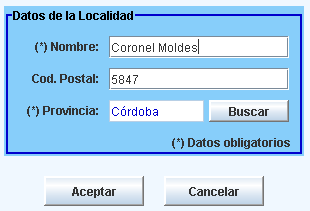 Datos de la Localidad
(*) Nombre: Coronel Moldes
Cod. Postal: 5847
(*) Provincia: Córdoba Buscar
(*) Datos obligatorios
Aceptar Cancelar